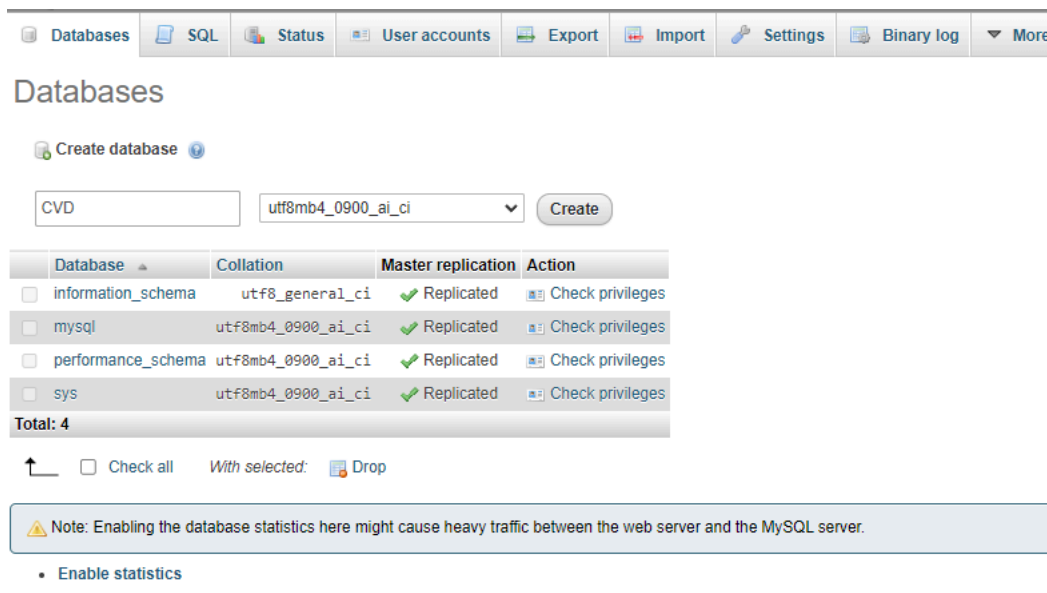 Databases SQL Status User accounts Export Import Settings Binary log More
Databases
Create database
CVD utf8mb4_0900_ai_ci Create
Database Collation Master replication Action
information_schema utf8_general_ci Replicated Check privileges
mysql utf8mb4_0900_ai_ci Replicated Check privileges
performance_schema utf8mb4_0900_ai_ci Replicated Check privileges
sys utf8mb4_0900_ai_ci Replicated Check privileges
Total: 4
Check all With selected: Drop
Note: Enabling the database statistics here might cause heavy traffic between the web server and the MySQL server.
• Enable statistics